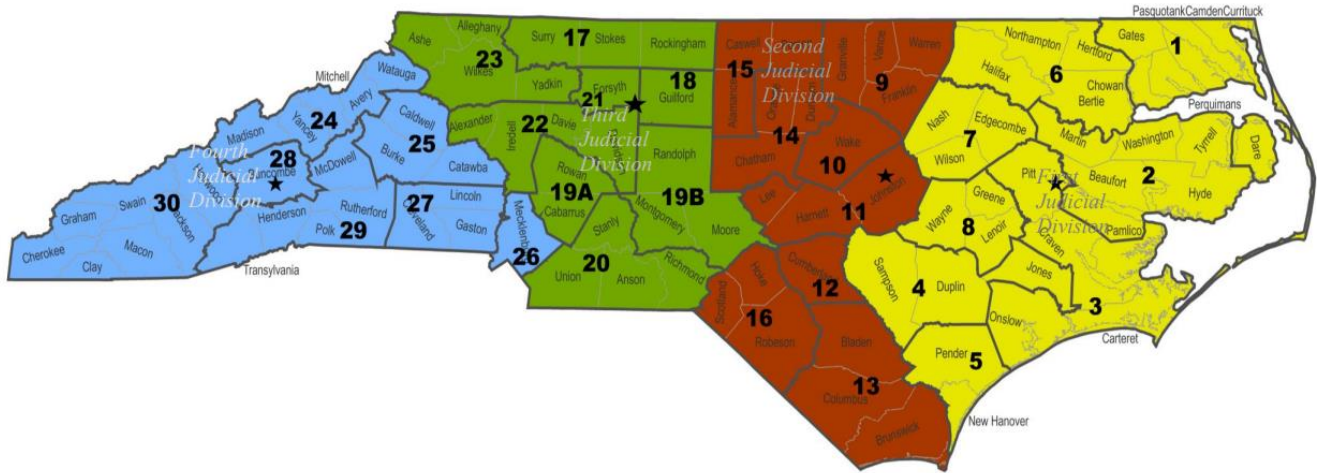 Pasquotank Camden Currituck
Alleghany
Ashe
Surry
17
Stokes
Rockingham
Caswell
Granville
Vance
Warren
Northampton
Hertford
Gates
1
23
Wilkes
Second
Judicial
Division
15
9
6
Mitchell
Watauga
Yadkin
Forsyth
21
18
Guilford
Halifax
Chowan
Bertie
Avery
24
Yancey
Caldwell
Alexander
Iredell
22
Davie
Third
Judicial
Division
Alamance
Franklin
Nash
Edgecombe
Perquimans
Madison
25
14
Wake
7
Martin
Washington
Tyrrell
Dare
Fourth
Judicial
Division
28
Buncombe
McDowell
Burke
Catawba
Rowan
Randolph
Chatham
10
Wilson
Pitt
First
Judicial
Division
Beaufort
2
Hyde
30
Swain
Graham
Jackson
Henderson
Rutherford
27
Lincoln
Cleveland
Gaston
19A
Cabarrus
19B
Montgomery
Lee
Johnston
Greene
Wayne
8
Lenoir
Craven
Pamlico
Cherokee
Macon
Clay
Transylvania
Polk
29
Mecklenburg
26
Stanly
Moore
Harnett
11
20
Union
Anson
Richmond
Hoke
Cumberland
12
Sampson
4
Duplin
Jones
Onslow
3
Carteret
Scotland
16
Robeson
Bladen
Pender
5
13
Columbus
Brunswick
New Hanover